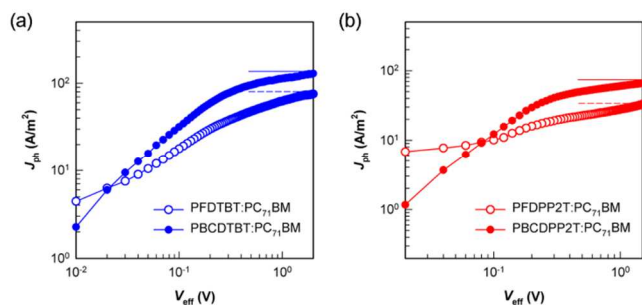 (a)
J_ph (A/m²)
10²
10¹
10⁰
PFDTBT:PC₇₁BM
PBCDTBT:PC₇₁BM
10⁻² 10⁻¹ 10⁰
V_eff (V)
(b)
J_ph (A/m²)
10²
10¹
10⁰
PFDPP2T:PC₇₁BM
PBCDPP2T:PC₇₁BM
10⁻¹ 10⁰
V_eff (V)